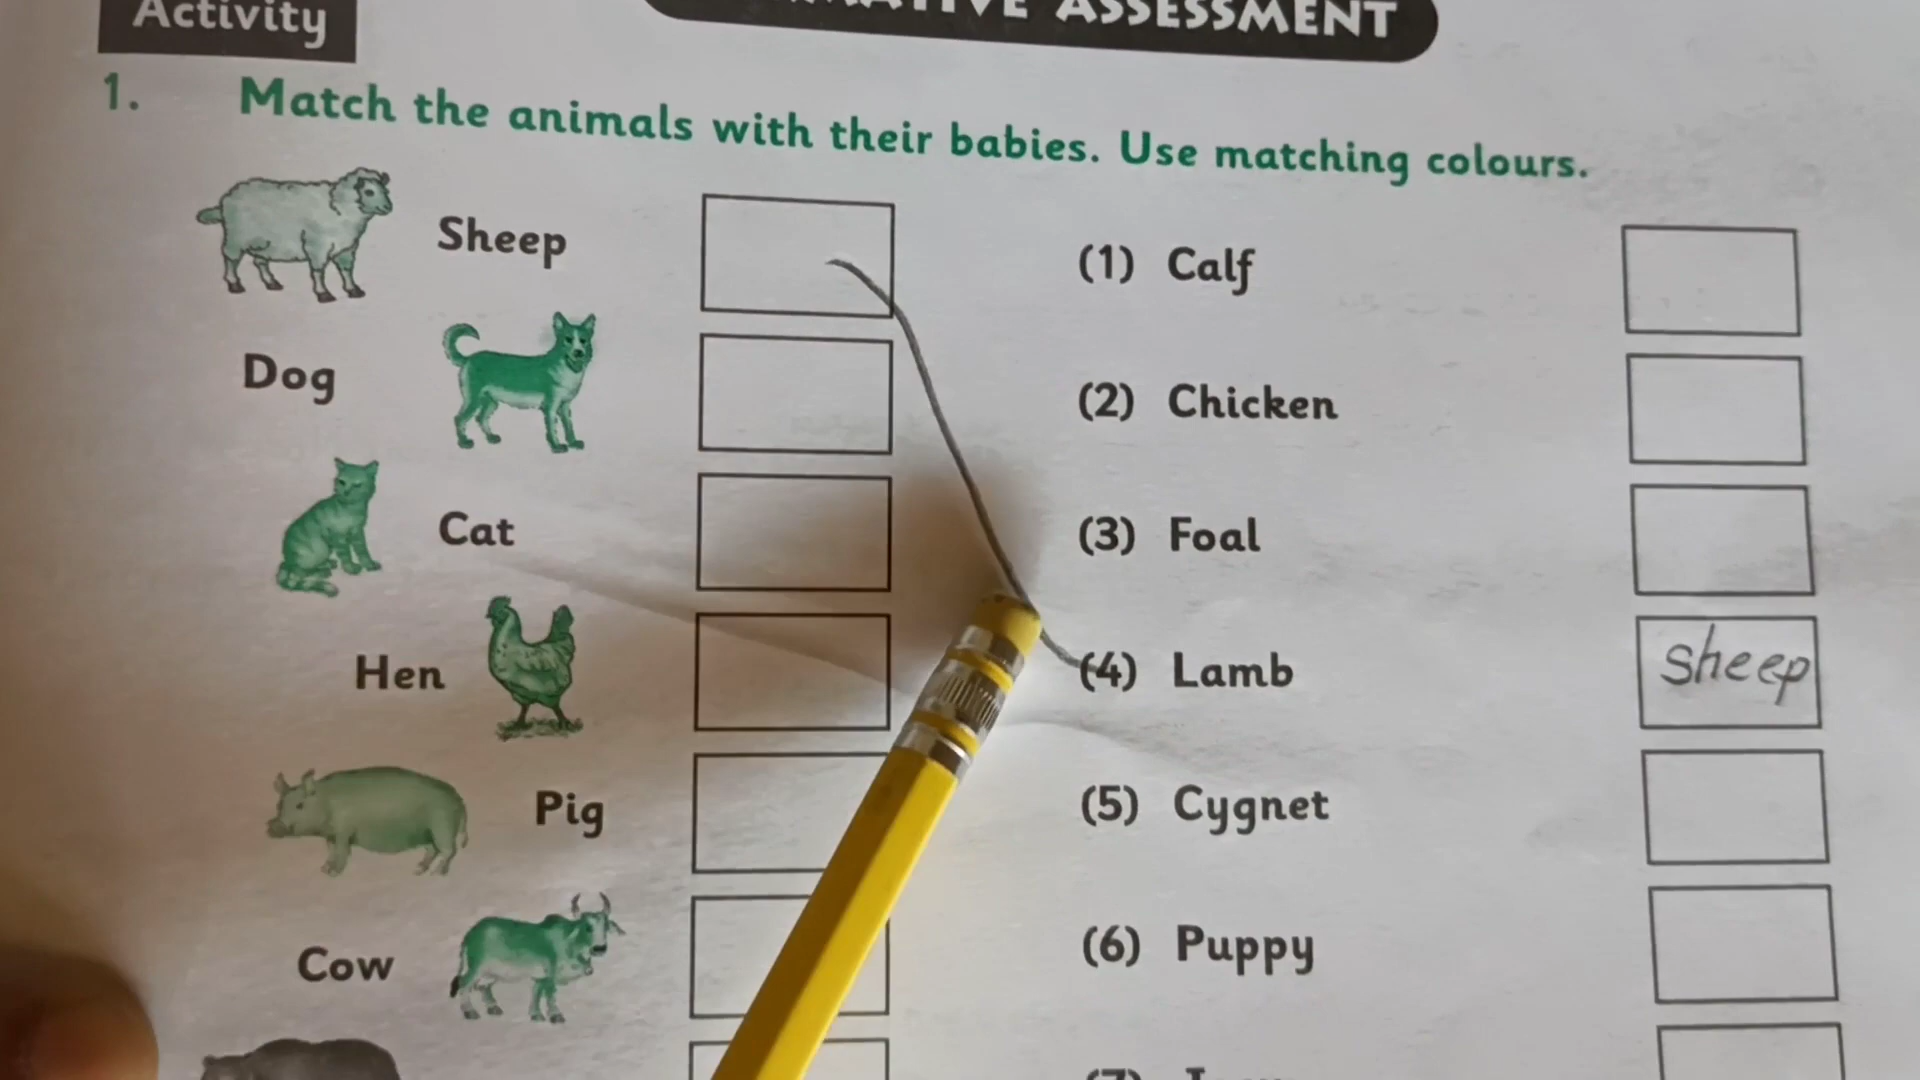 Activity
ASSESSMENT
1. Match the animals with their babies. Use matching colours.
Sheep
(1) Calf
Dog
(2) Chicken
Cat
(3) Foal
Hen
(4) Lamb
sheep
Pig
(5) Cygnet
Cow
(6) Puppy